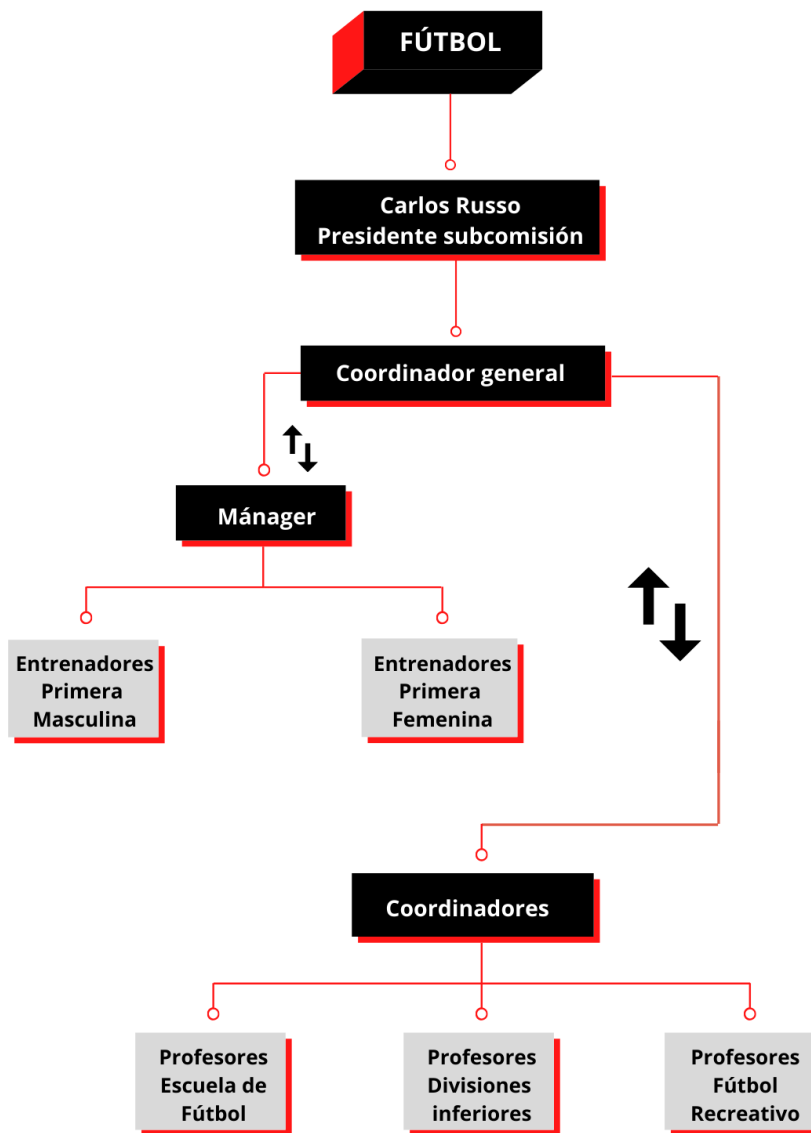 FÚTBOL
Carlos Russo
Presidente subcomisión
Coordinador general
Mánager
Entrenadores
Primera
Masculina
Entrenadores
Primera
Femenina
Coordinadores
Profesores
Escuela de
Fútbol
Profesores
Divisiones
inferiores
Profesores
Fútbol
Recreativo